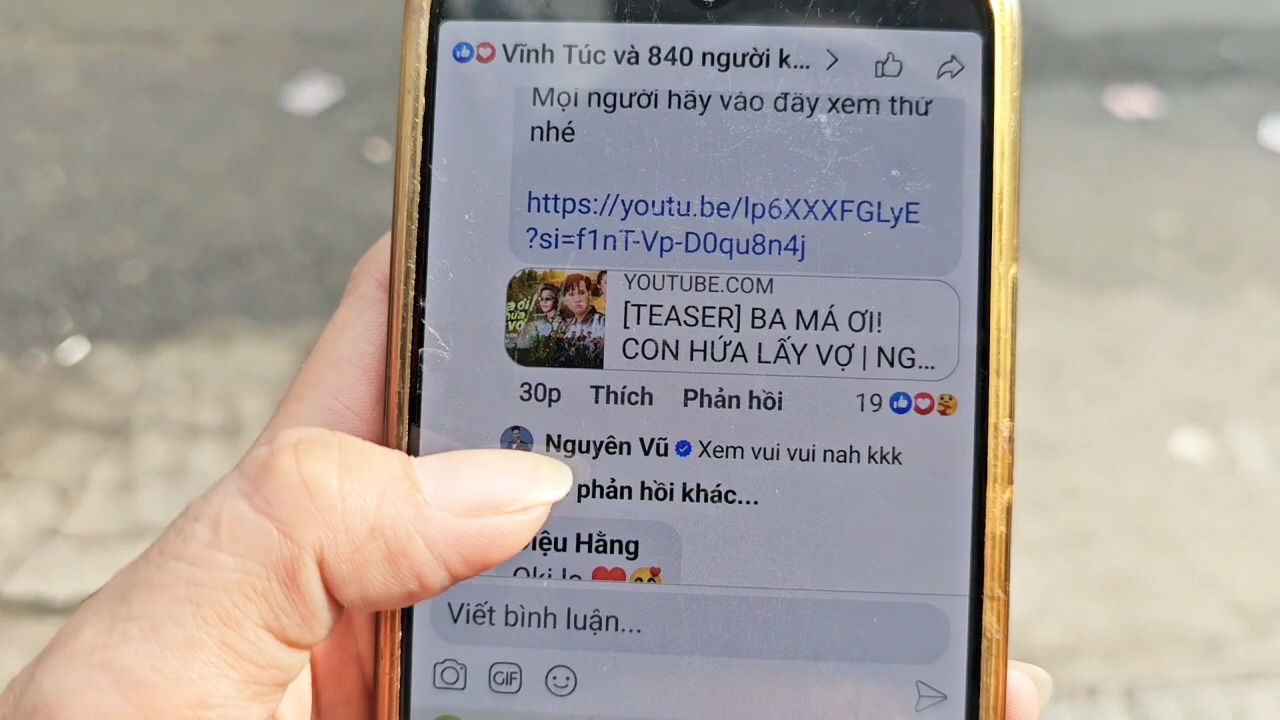 Vĩnh Túc và 840 người k...
Mọi người hãy vào đây xem thử
nhé
https://youtu.be/lp6XXXFGLyE
?si=f1nT-Vp-D0qu8n4j
YOUTUBE.COM
[TEASER] BA MÁ ƠI!
CON HỨA LẤY VỢ | NG...
30p Thích Phản hồi 19
Nguyên Vũ Xem vui vui nah kkk
phản hồi khác...
iệu Hằng
Viết bình luận...
GIF